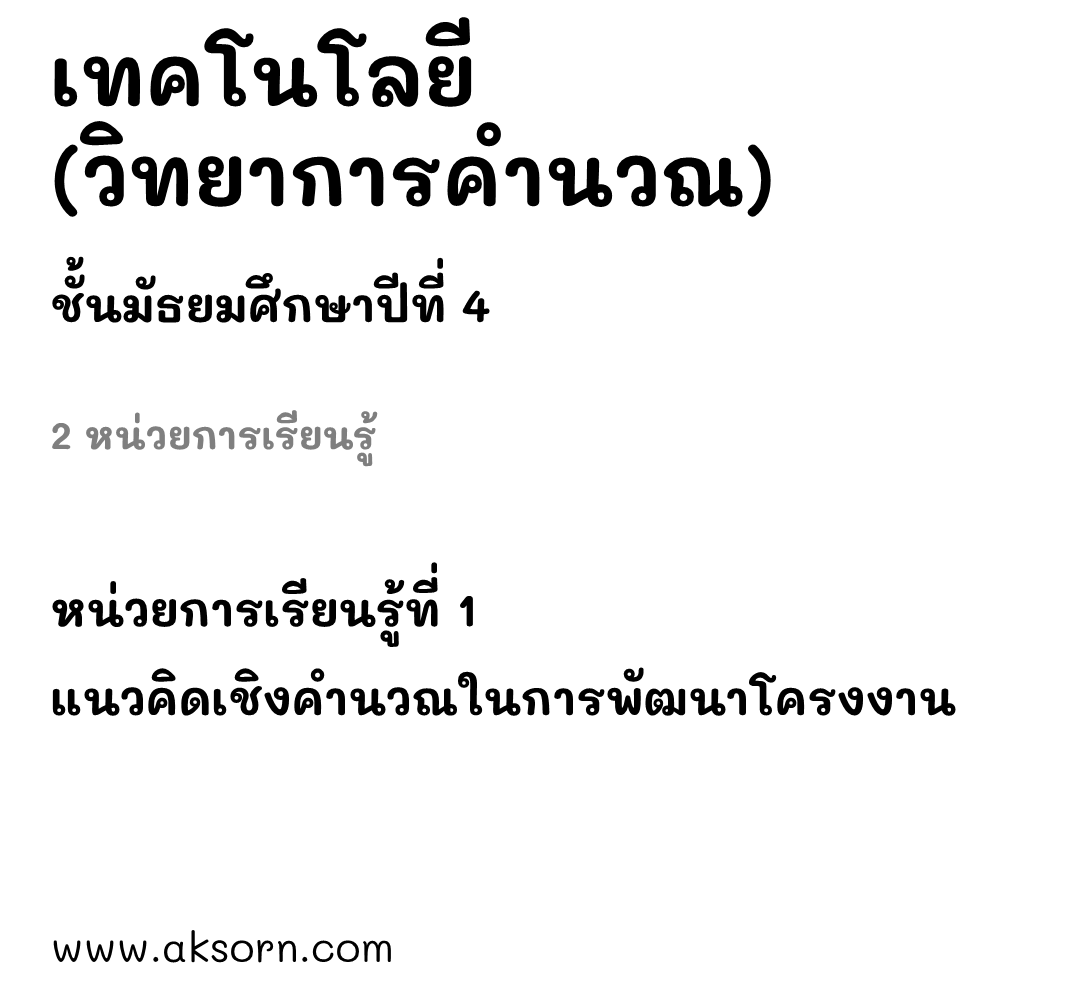 เทคโนโลยี
(วิทยาการคำนวณ)
ชั้นมัธยมศึกษาปีที่ 4
2 หน่วยการเรียนรู้
หน่วยการเรียนรู้ที่ 1
แนวคิดเชิงคำนวณในการพัฒนาโครงงาน
www.aksorn.com